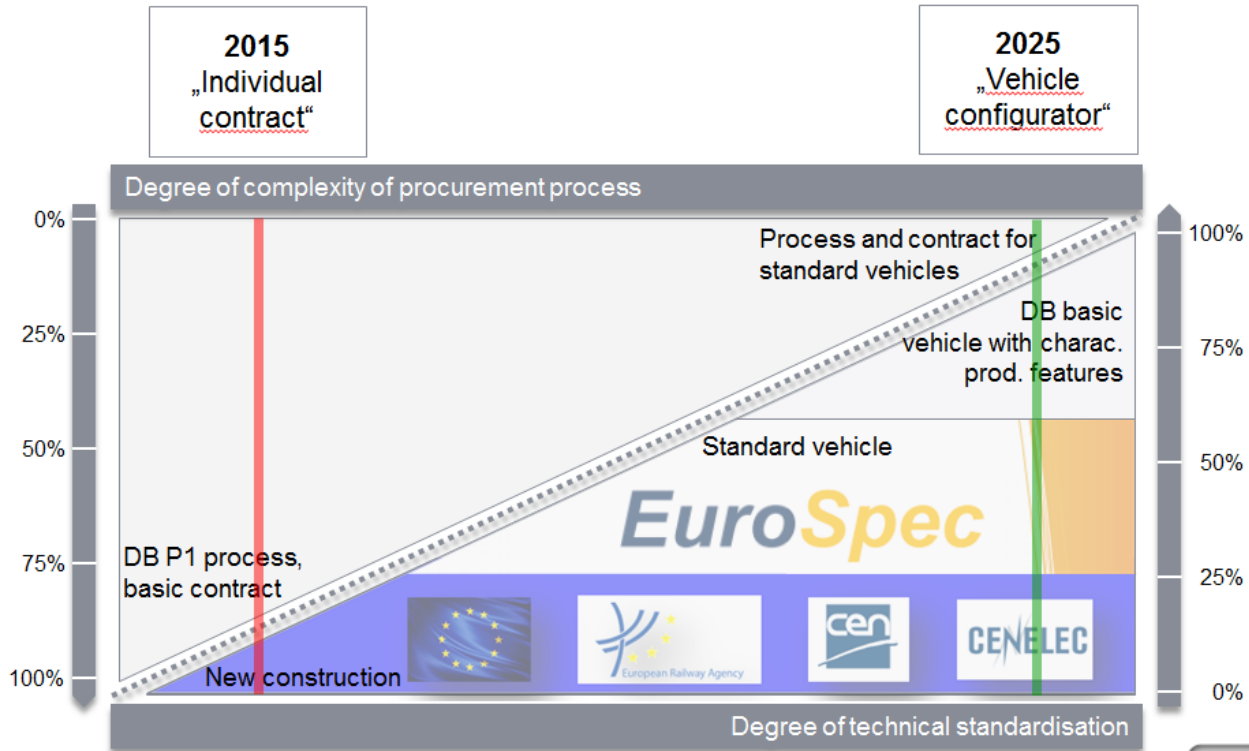 2015
„Individual
contract“
2025
„Vehicle
configurator“
Degree of complexity of procurement process
0%
25%
50%
75%
100%
100%
75%
50%
25%
0%
Process and contract for
standard vehicles
DB basic
vehicle with charac.
prod. features
Standard vehicle
EuroSpec
DB P1 process,
basic contract
New construction
European Railway Agency
cen
CENELEC
Degree of technical standardisation